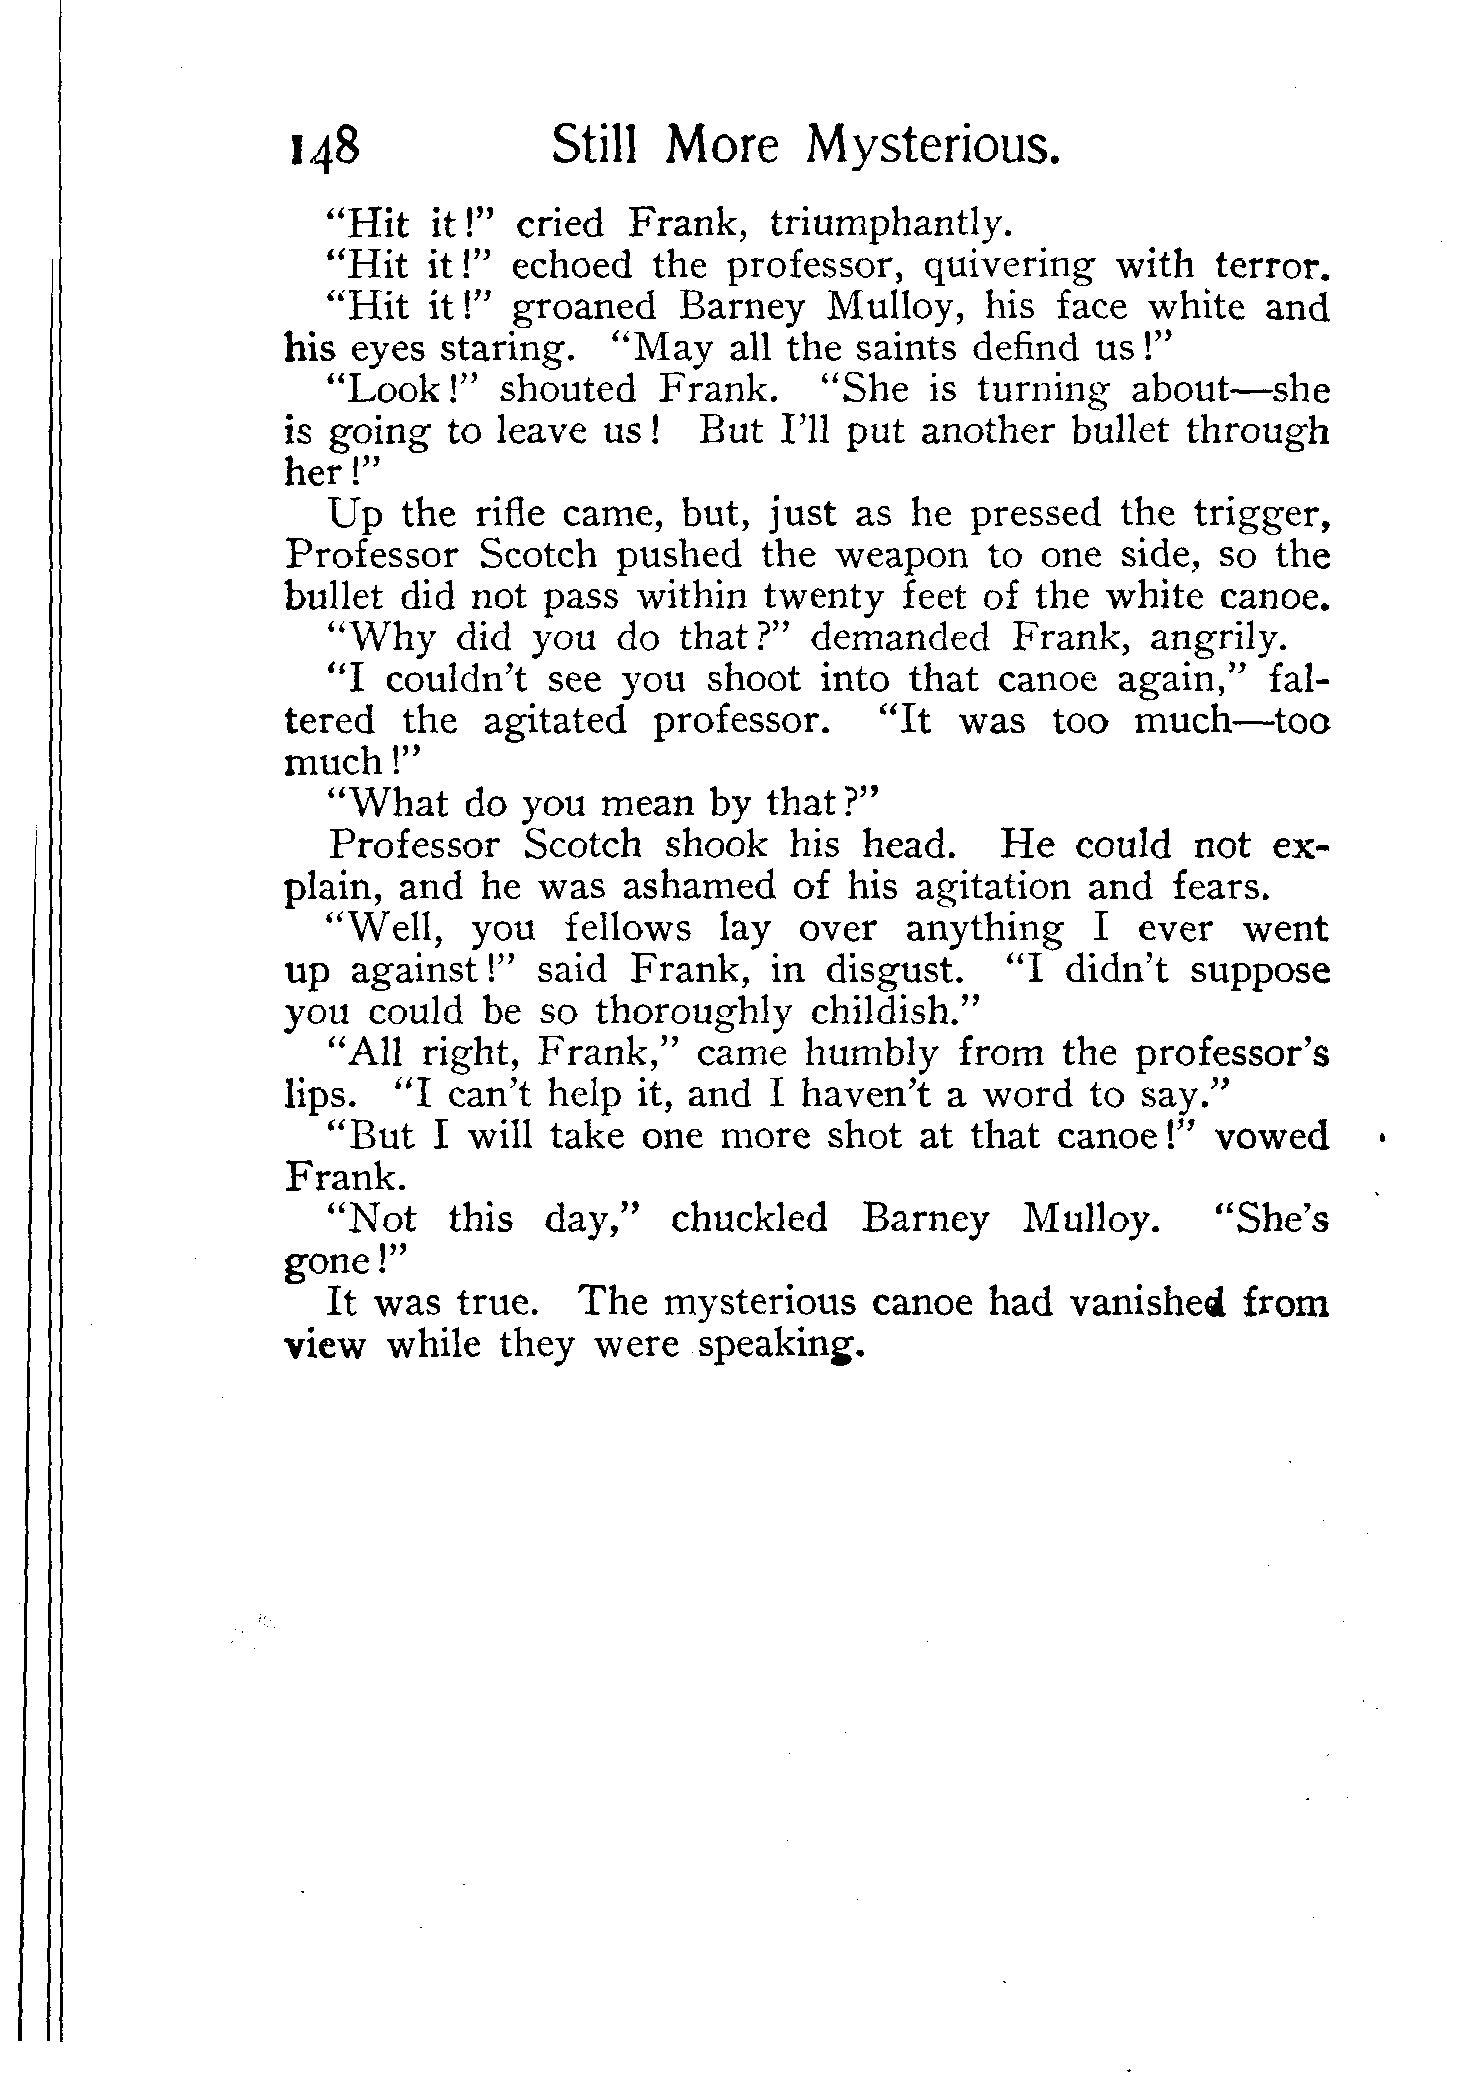 148 Still More Mysterious.
“Hit it!” cried Frank, triumphantly.
“Hit it!” echoed the professor, quivering with terror.
“Hit it!” groaned Barney Mulloy, his face white and
his eyes staring. “May all the saints defind us!”
“Look!” shouted Frank. “She is turning about—she
is going to leave us! But I’ll put another bullet through
her!”
Up the rifle came, but, just as he pressed the trigger,
Professor Scotch pushed the weapon to one side, so the
bullet did not pass within twenty feet of the white canoe.
“Why did you do that?” demanded Frank, angrily.
“I couldn’t see you shoot into that canoe again,” fal-
tered the agitated professor. “It was too much—too
much!”
“What do you mean by that?”
Professor Scotch shook his head. He could not ex-
plain, and he was ashamed of his agitation and fears.
“Well, you fellows lay over anything I ever went
up against!” said Frank, in disgust. “I didn’t suppose
you could be so thoroughly childish.”
“All right, Frank,” came humbly from the professor’s
lips. “I can’t help it, and I haven’t a word to say.”
“But I will take one more shot at that canoe!” vowed
Frank.
“Not this day,” chuckled Barney Mulloy. “She’s
gone!”
It was true. The mysterious canoe had vanished from
view while they were speaking.